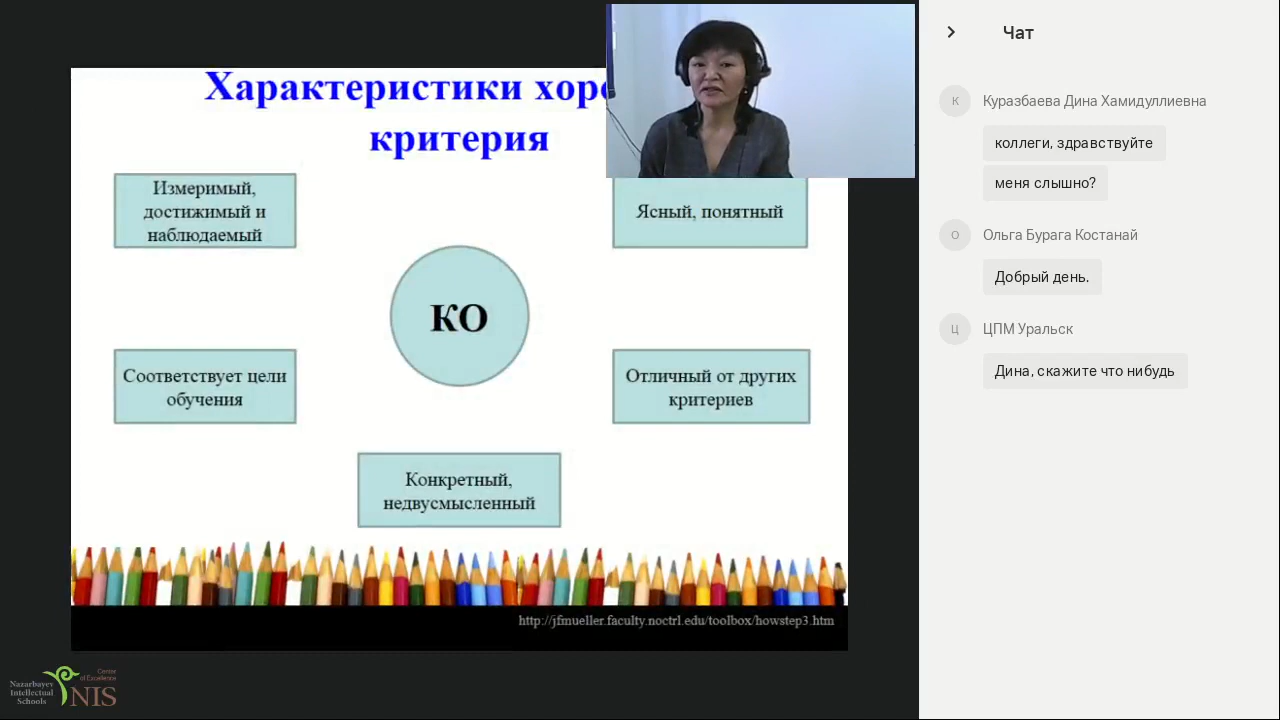 Характеристики хоро
критерия
Измеримый,
достижимый и
наблюдаемый
Ясный, понятный
КО
Соответствует цели
обучения
Отличный от других
критериев
Конкретный,
недвусмысленный
http://jfmueller.faculty.noctrl.edu/toolbox/howstep3.htm
Nazarbayev
Intellectual
Schools
Center
of Excellence
NIS
Чат
К
Куразбаева Дина Хамидуллиевна
коллеги, здравствуйте
меня слышно?
О
Ольга Бурага Костанай
Добрый день.
Ц
ЦПМ Уральск
Дина, скажите что нибудь